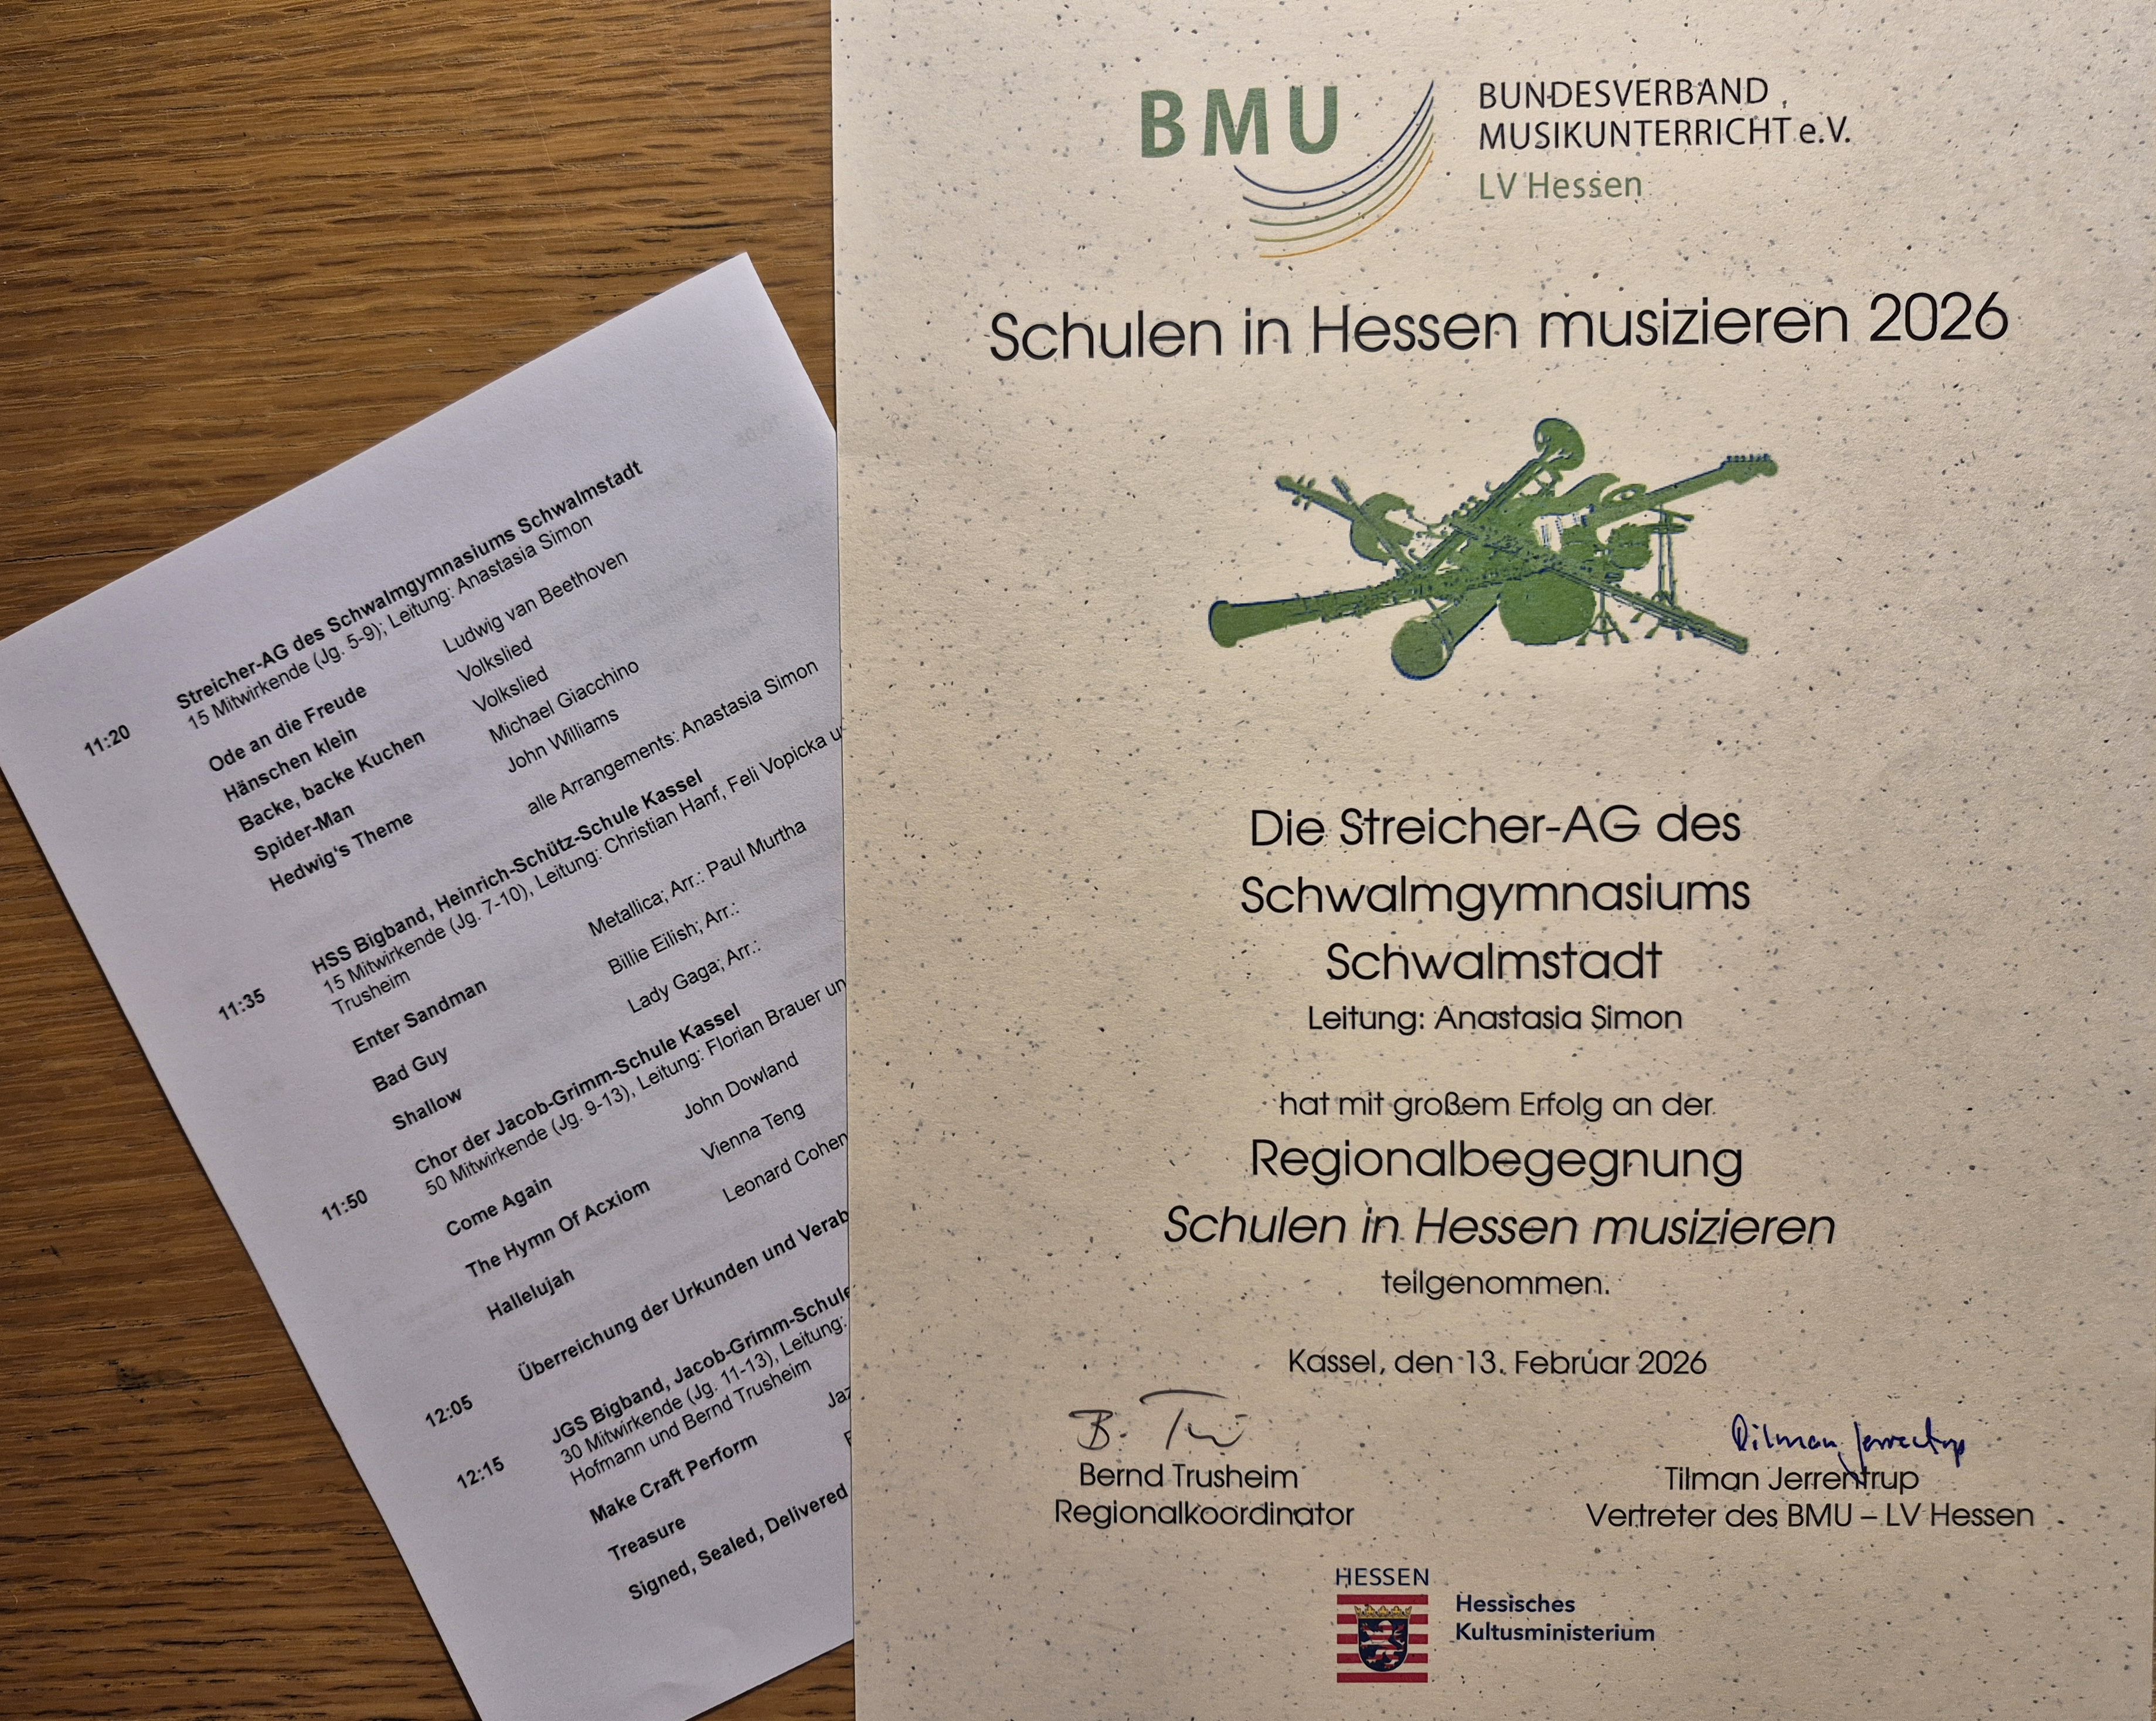 11:20
Streicher-AG des Schwalmgymnasiums Schwalmstadt
15 Mitwirkende (Jg. 5-9); Leitung: Anastasia Simon
Ode an die Freude Ludwig van Beethoven
Hänschen klein Volkslied
Backe, backe Kuchen Volkslied
Spider-Man Michael Giacchino
Hedwig's Theme John Williams
alle Arrangements: Anastasia Simon
11:35
HSS Bigband, Heinrich-Schütz-Schule Kassel
15 Mitwirkende (Jg. 7-10), Leitung: Christian Hanf, Feli Vopicka
Trusheim
Enter Sandman Metallica; Arr.: Paul Murtha
Bad Guy Billie Eilish; Arr.:
Shallow Lady Gaga; Arr.:
11:50
Chor der Jacob-Grimm-Schule Kassel
50 Mitwirkende (Jg. 9-13), Leitung: Florian Brauer
Come Again John Dowland
The Hymn Of Acxiom Vienna Teng
Hallelujah Leonard Cohen
12:05
Überreichung der Urkunden und
12:15
JGS Bigband, Jacob-Grimm-Schule
30 Mitwirkende (Jg. 11-13), Leitung:
Hofmann und Bernd Trusheim
Make Craft Perform
Treasure
Signed, Sealed, Delivered
BMU
BUNDESVERBAND
MUSIKUNTERRICHT e.V.
LV Hessen
Schulen in Hessen musizieren 2026
Die Streicher-AG des
Schwalmgymnasiums
Schwalmstadt
Leitung: Anastasia Simon
hat mit großem Erfolg an der
Regionalbegegnung
Schulen in Hessen musizieren
teilgenommen.
Kassel, den 13. Februar 2026
Tilman Jerrentrup
Bernd Trusheim
Regionalkoordinator
Tilman Jerrentrup
Vertreter des BMU – LV Hessen
HESSEN
Hessisches
Kultusministerium